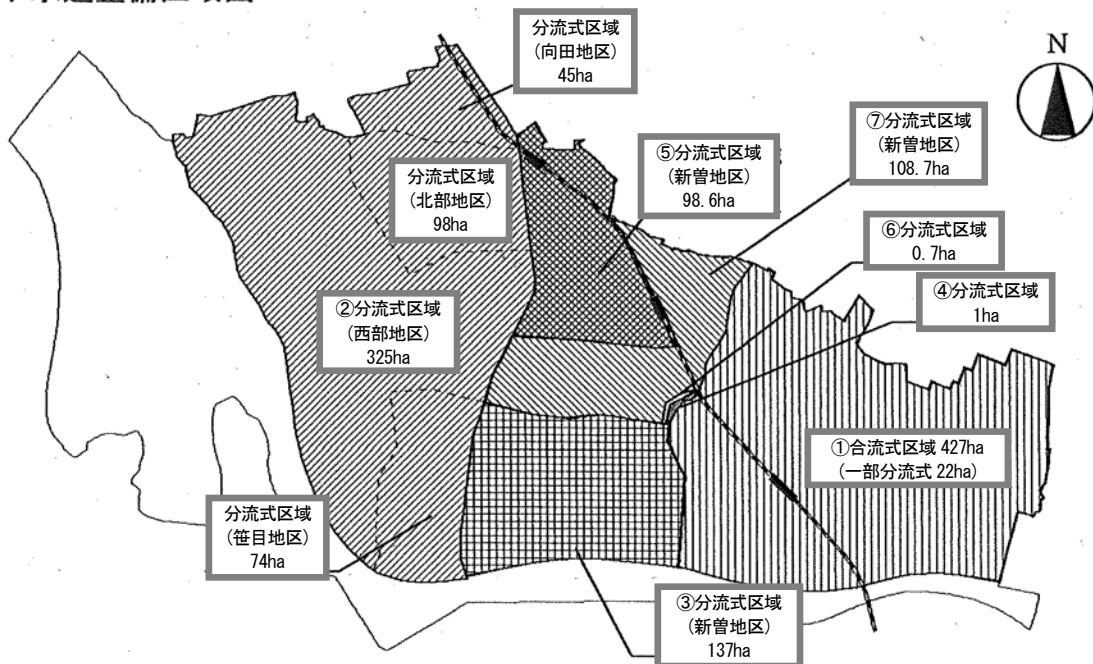 分流式区域
(向田地区)
45ha
N
⑦分流式区域
(新曽地区)
108.7ha
⑤分流式区域
(新曽地区)
98.6ha
分流式区域
(北部地区)
98ha
⑥分流式区域
0.7ha
④分流式区域
1ha
②分流式区域
(西部地区)
325ha
①合流式区域 427ha
(一部分流式 22ha)
分流式区域
(笹目地区)
74ha
③分流式区域
(新曽地区)
137ha